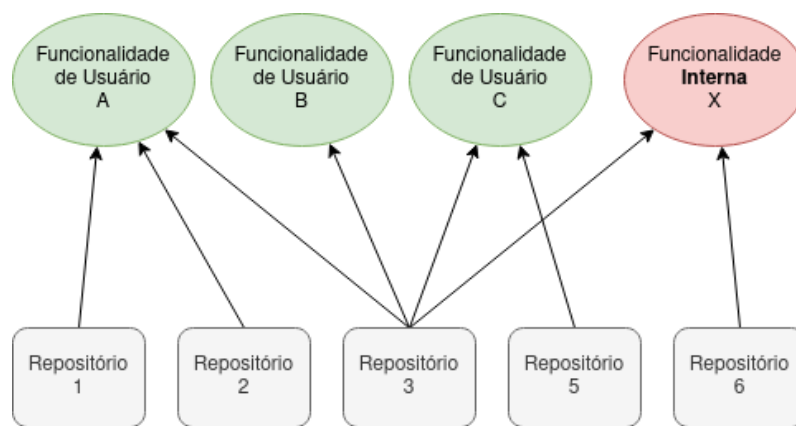 Funcionalidade
de Usuário
A
Funcionalidade
de Usuário
B
Funcionalidade
de Usuário
C
Funcionalidade
Interna
X
Repositório
1
Repositório
2
Repositório
3
Repositório
5
Repositório
6